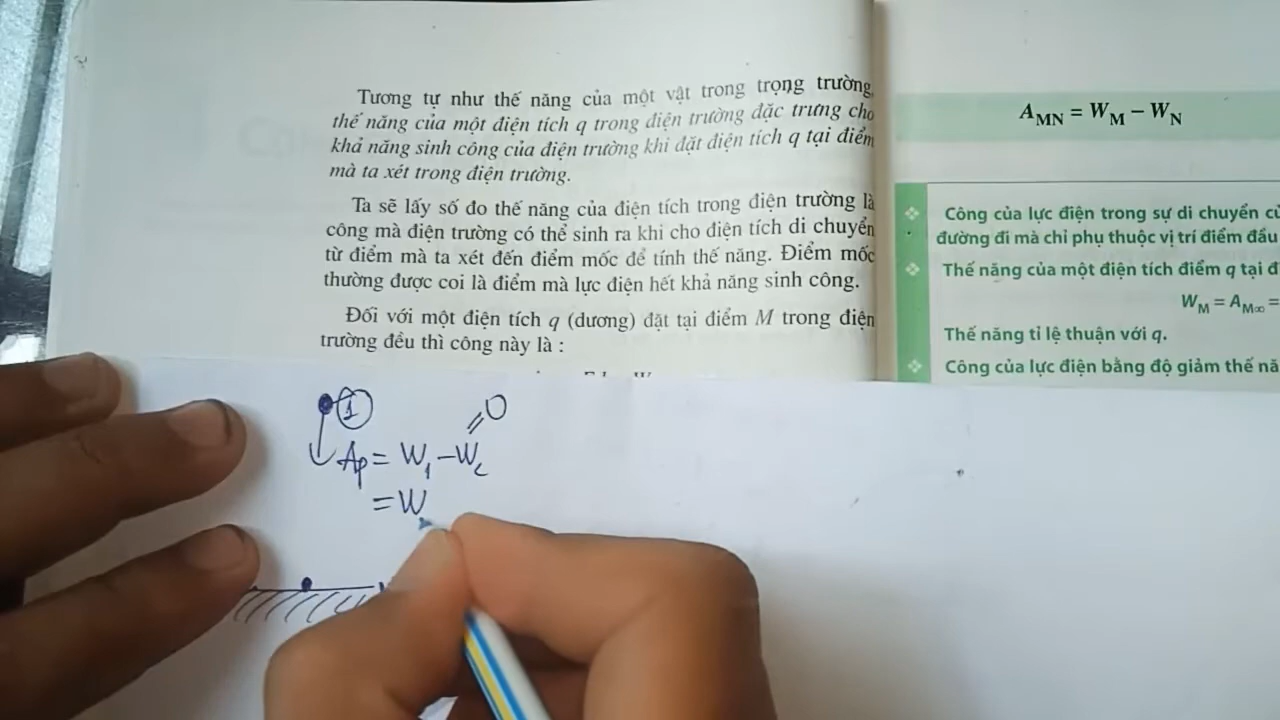 Tương tự như thế năng của một vật trong trọng trường,
thế năng của một điện tích q trong điện trường đặc trưng cho
khả năng sinh công của điện trường khi đặt điện tích q tại điểm
mà ta xét trong điện trường.
Ta sẽ lấy số đo thế năng của điện tích trong điện trường là
công mà điện trường có thể sinh ra khi cho điện tích di chuyển
từ điểm mà ta xét đến điểm mốc để tính thế năng. Điểm mốc
thường được coi là điểm mà lực điện hết khả năng sinh công.
Đối với một điện tích q (dương) đặt tại điểm M trong điện
trường đều thì công này là :
A_MN = W_M – W_N
❖ Công của lực điện trong sự di chuyển
đường đi mà chỉ phụ thuộc vị trí điểm đầu
❖ Thế năng của một điện tích điểm q tại
W_M = A_M∞ =
Thế năng tỉ lệ thuận với q.
❖ Công của lực điện bằng độ giảm thế
1
= 0
A_P = W_1 – W_2
= W